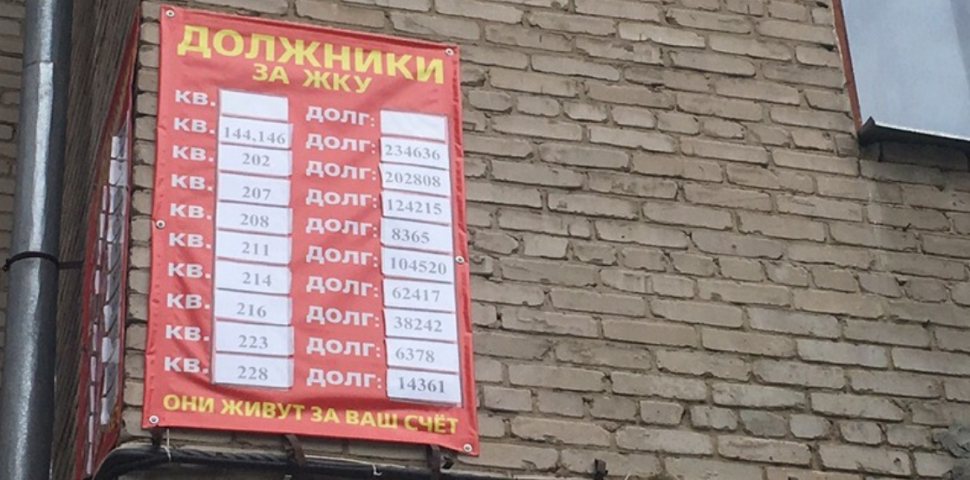 ДОЛЖНИКИ
ЗА ЖКУ
КВ. ДОЛГ:
КВ. 144,146 ДОЛГ: 234636
КВ. 202 ДОЛГ: 202808
КВ. 207 ДОЛГ: 124215
КВ. 208 ДОЛГ: 8365
КВ. 211 ДОЛГ: 104520
КВ. 214 ДОЛГ: 62417
КВ. 216 ДОЛГ: 38242
КВ. 223 ДОЛГ: 6378
КВ. 228 ДОЛГ: 14361
ОНИ ЖИВУТ ЗА ВАШ СЧЁТ